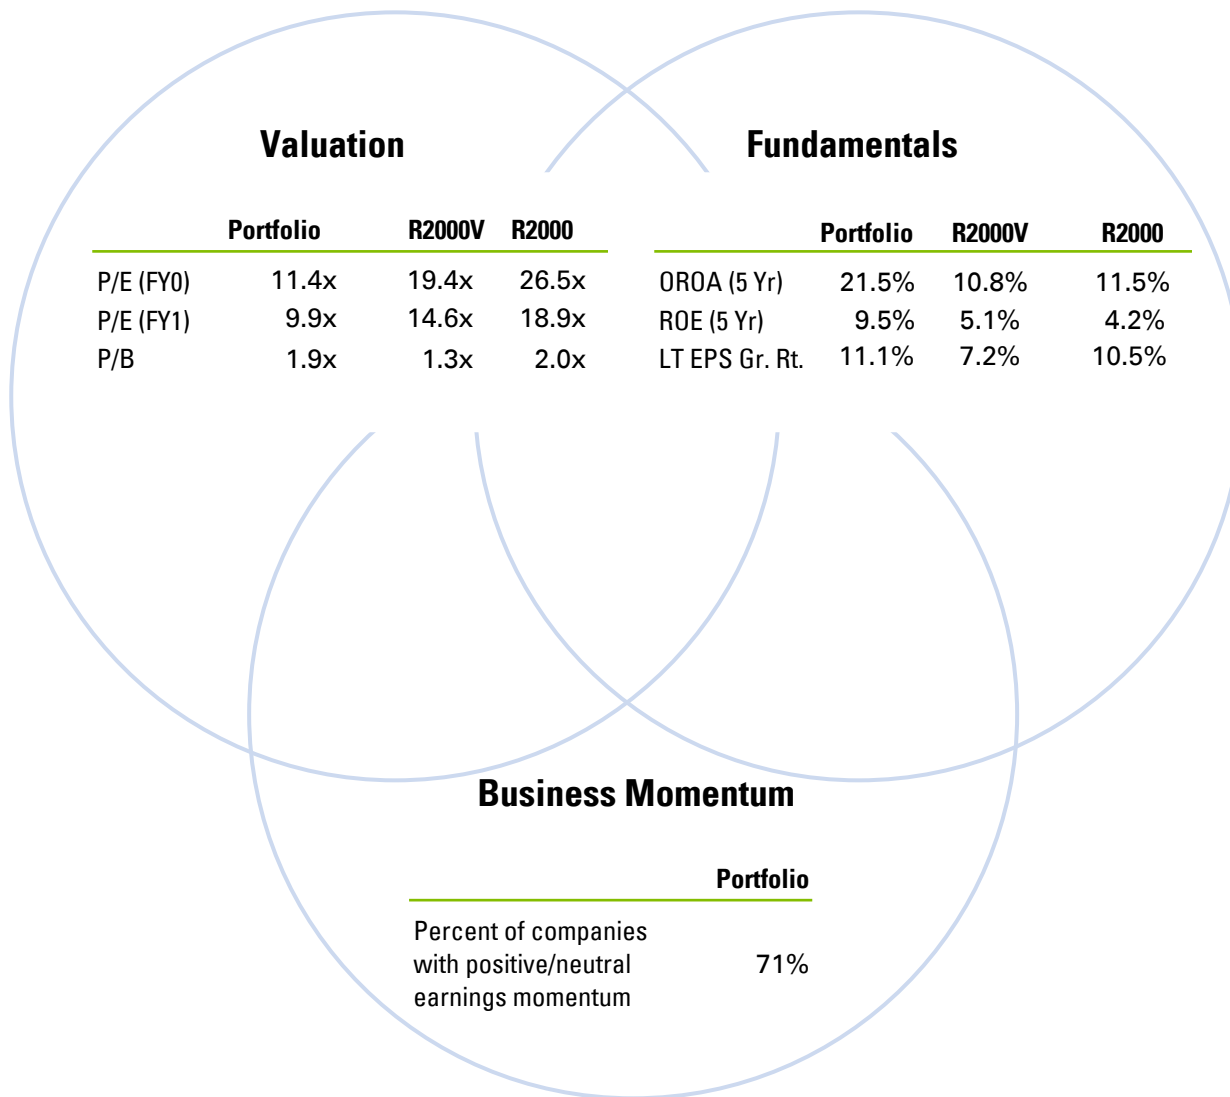 Valuation
Portfolio R2000V R2000
P/E (FY0) 11.4x 19.4x 26.5x
P/E (FY1) 9.9x 14.6x 18.9x
P/B 1.9x 1.3x 2.0x
Fundamentals
Portfolio R2000V R2000
OROA (5 Yr) 21.5% 10.8% 11.5%
ROE (5 Yr) 9.5% 5.1% 4.2%
LT EPS Gr. Rt. 11.1% 7.2% 10.5%
Business Momentum
Portfolio
Percent of companies
with positive/neutral 71%
earnings momentum